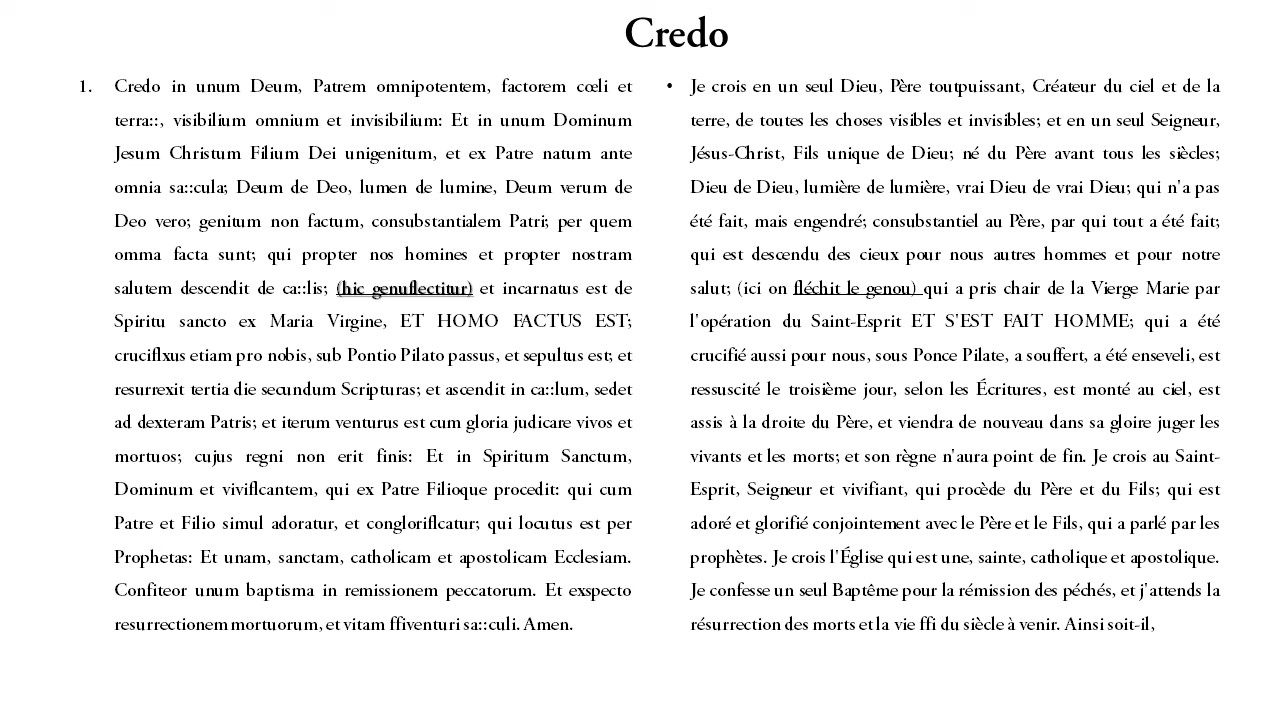 Credo
1. Credo in unum Deum, Patrem omnipotentem, factorem cœli et
terra::, visibilium omnium et invisibilium: Et in unum Dominum
Jesum Christum Filium Dei unigenitum, et ex Patre natum ante
omnia sa::cula; Deum de Deo, lumen de lumine, Deum verum de
Deo vero; genitum non factum, consubstantialem Patri; per quem
omma facta sunt; qui propter nos homines et propter nostram
salutem descendit de ca::lis; (hic genuflectitur) et incarnatus est de
Spiritu sancto ex Maria Virgine, ET HOMO FACTUS EST;
cruciflxus etiam pro nobis, sub Pontio Pilato passus, et sepultus est; et
resurrexit tertia die secundum Scripturas; et ascendit in ca::lum, sedet
ad dexteram Patris; et iterum venturus est cum gloria judicare vivos et
mortuos; cujus regni non erit finis: Et in Spiritum Sanctum,
Dominum et viviflcantem, qui ex Patre Filioque procedit: qui cum
Patre et Filio simul adoratur, et congloriflcatur; qui locutus est per
Prophetas: Et unam, sanctam, catholicam et apostolicam Ecclesiam.
Confiteor unum baptisma in remissionem peccatorum. Et exspecto
resurrectionem mortuorum, et vitam ffiventuri sa::culi. Amen.
• Je crois en un seul Dieu, Père toutpuissant, Créateur du ciel et de la
terre, de toutes les choses visibles et invisibles; et en un seul Seigneur,
Jésus-Christ, Fils unique de Dieu; né du Père avant tous les siècles;
Dieu de Dieu, lumière de lumière, vrai Dieu de vrai Dieu; qui n'a pas
été fait, mais engendré; consubstantiel au Père, par qui tout a été fait;
qui est descendu des cieux pour nous autres hommes et pour notre
salut; (ici on fléchit le genou) qui a pris chair de la Vierge Marie par
l'opération du Saint-Esprit ET S'EST FAIT HOMME; qui a été
crucifié aussi pour nous, sous Ponce Pilate, a souffert, a été enseveli, est
ressuscité le troisième jour, selon les Écritures, est monté au ciel, est
assis à la droite du Père, et viendra de nouveau dans sa gloire juger les
vivants et les morts; et son règne n'aura point de fin. Je crois au Saint-
Esprit, Seigneur et vivifiant, qui procède du Père et du Fils; qui est
adoré et glorifié conjointement avec le Père et le Fils, qui a parlé par les
prophètes. Je crois l'Église qui est une, sainte, catholique et apostolique.
Je confesse un seul Baptême pour la rémission des péchés, et j'attends la
résurrection des morts et la vie ffi du siècle à venir. Ainsi soit-il,